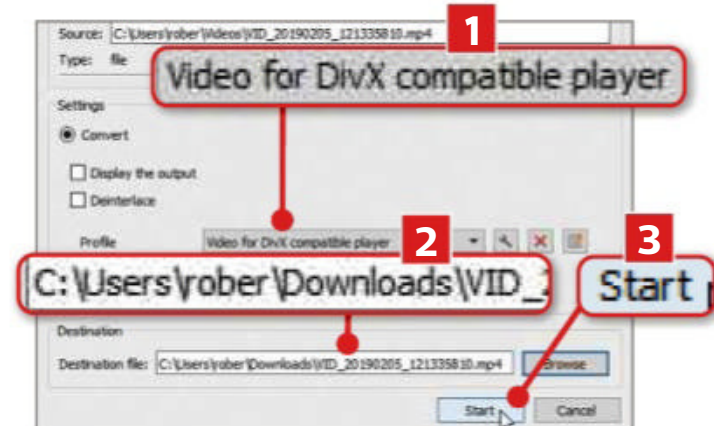 Source: C:\Users\rober\Videos\VID_20190205_121335810.mp4
1
Type: file
Video for DivX compatible player
Settings
Convert
Display the output
Deinterlace
Profile Video for DivX compatible player
2
3
C:\Users\rober\Downloads\VID_2
Start
Destination
Destination file: C:\Users\rober\Downloads\VID_20190205_121335810.mp4 Browse
Start Cancel